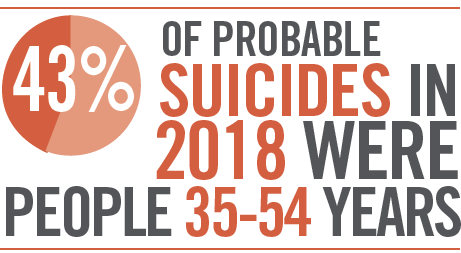 43%
OF PROBABLE
SUICIDES IN
2018 WERE
PEOPLE 35-54 YEARS